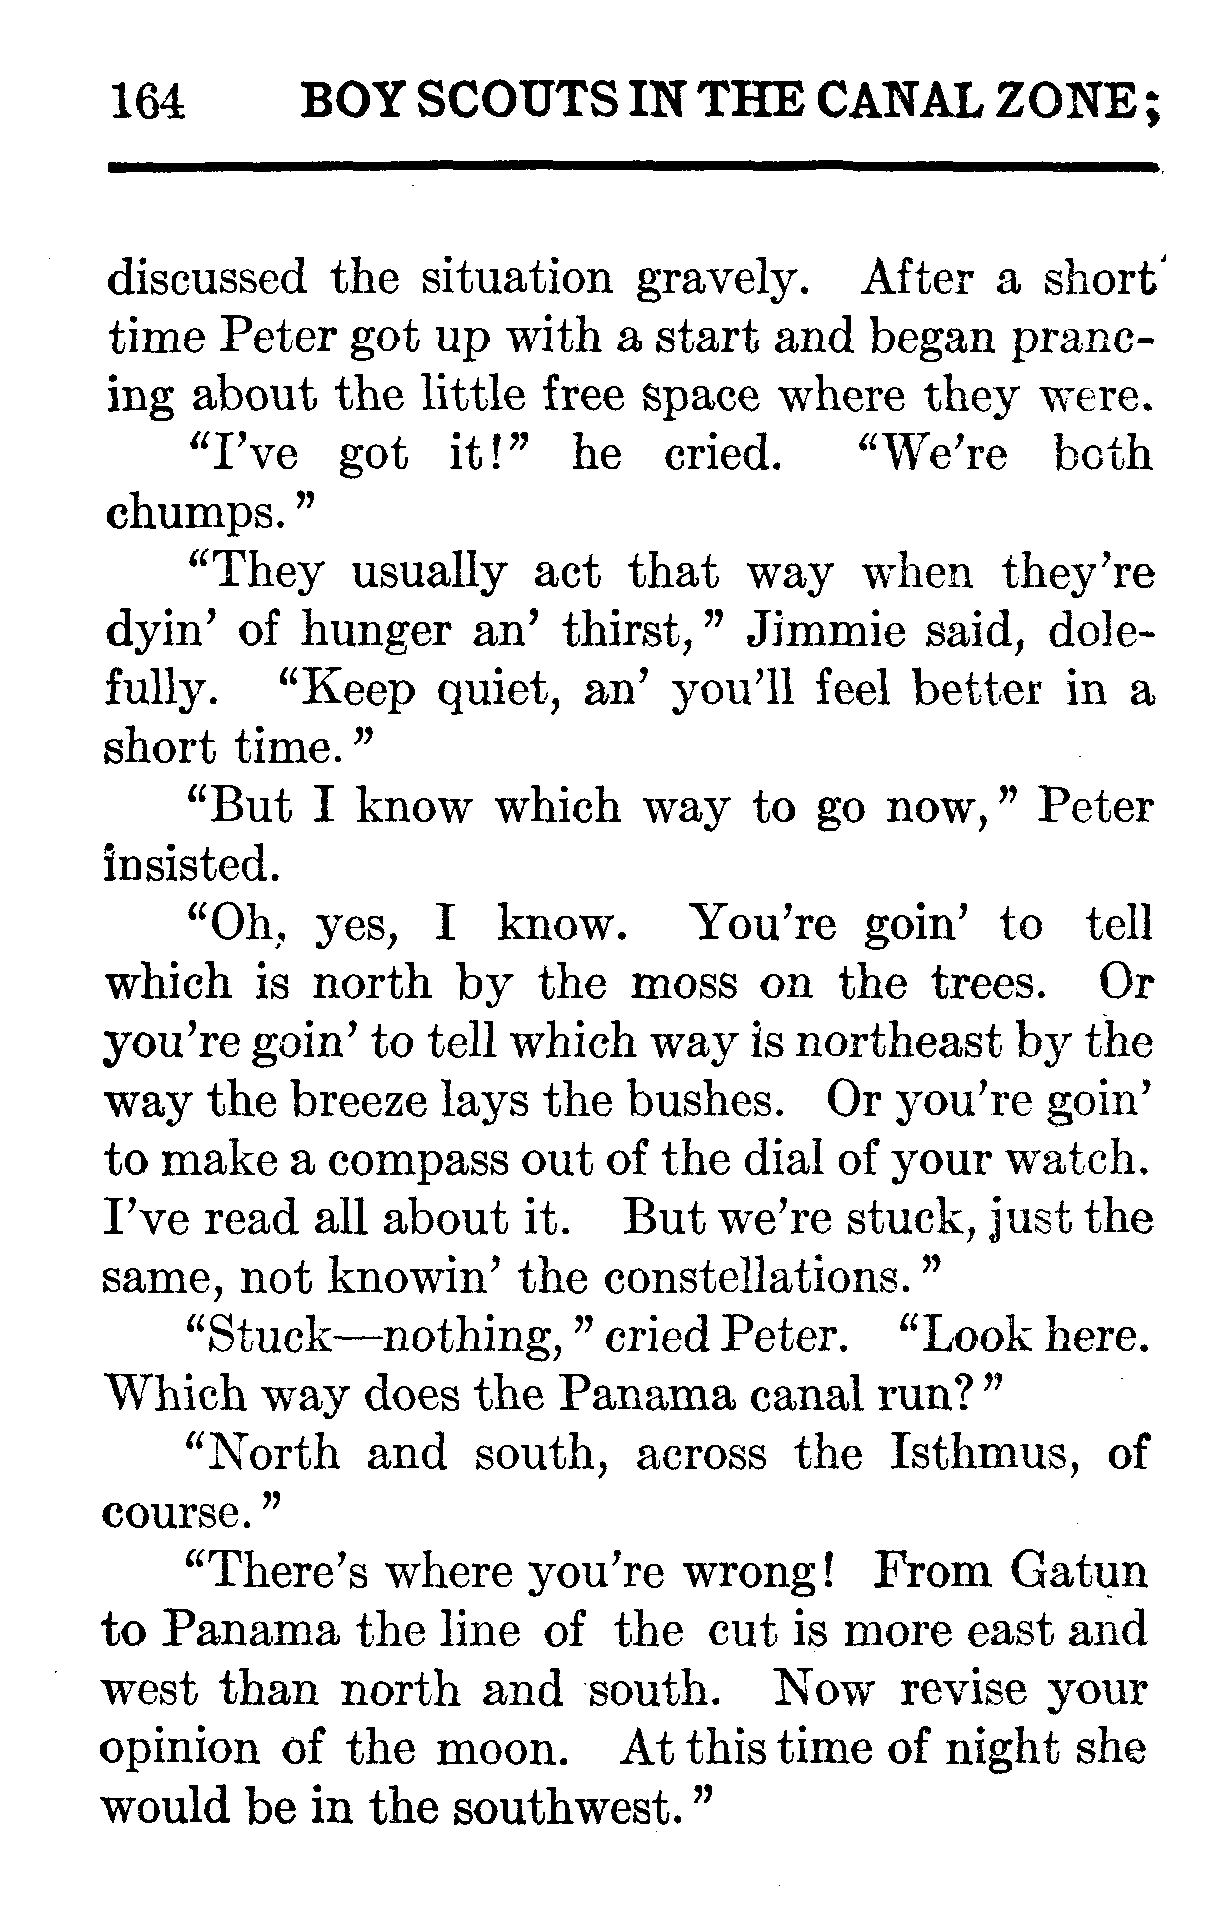 164 BOY SCOUTS IN THE CANAL ZONE;
discussed the situation gravely. After a short
time Peter got up with a start and began pranc-
ing about the little free space where they were.
“I’ve got it!” he cried. “We’re both
chumps.”
“They usually act that way when they’re
dyin’ of hunger an’ thirst,” Jimmie said, dole-
fully. “Keep quiet, an’ you’ll feel better in a
short time.”
“But I know which way to go now,” Peter
insisted.
“Oh, yes, I know. You’re goin’ to tell
which is north by the moss on the trees. Or
you’re goin’ to tell which way is northeast by the
way the breeze lays the bushes. Or you’re goin’
to make a compass out of the dial of your watch.
I’ve read all about it. But we’re stuck, just the
same, not knowin’ the constellations.”
“Stuck—nothing,” cried Peter. “Look here.
Which way does the Panama canal run?”
“North and south, across the Isthmus, of
course.”
“There’s where you’re wrong! From Gatun
to Panama the line of the cut is more east and
west than north and south. Now revise your
opinion of the moon. At this time of night she
would be in the southwest.”